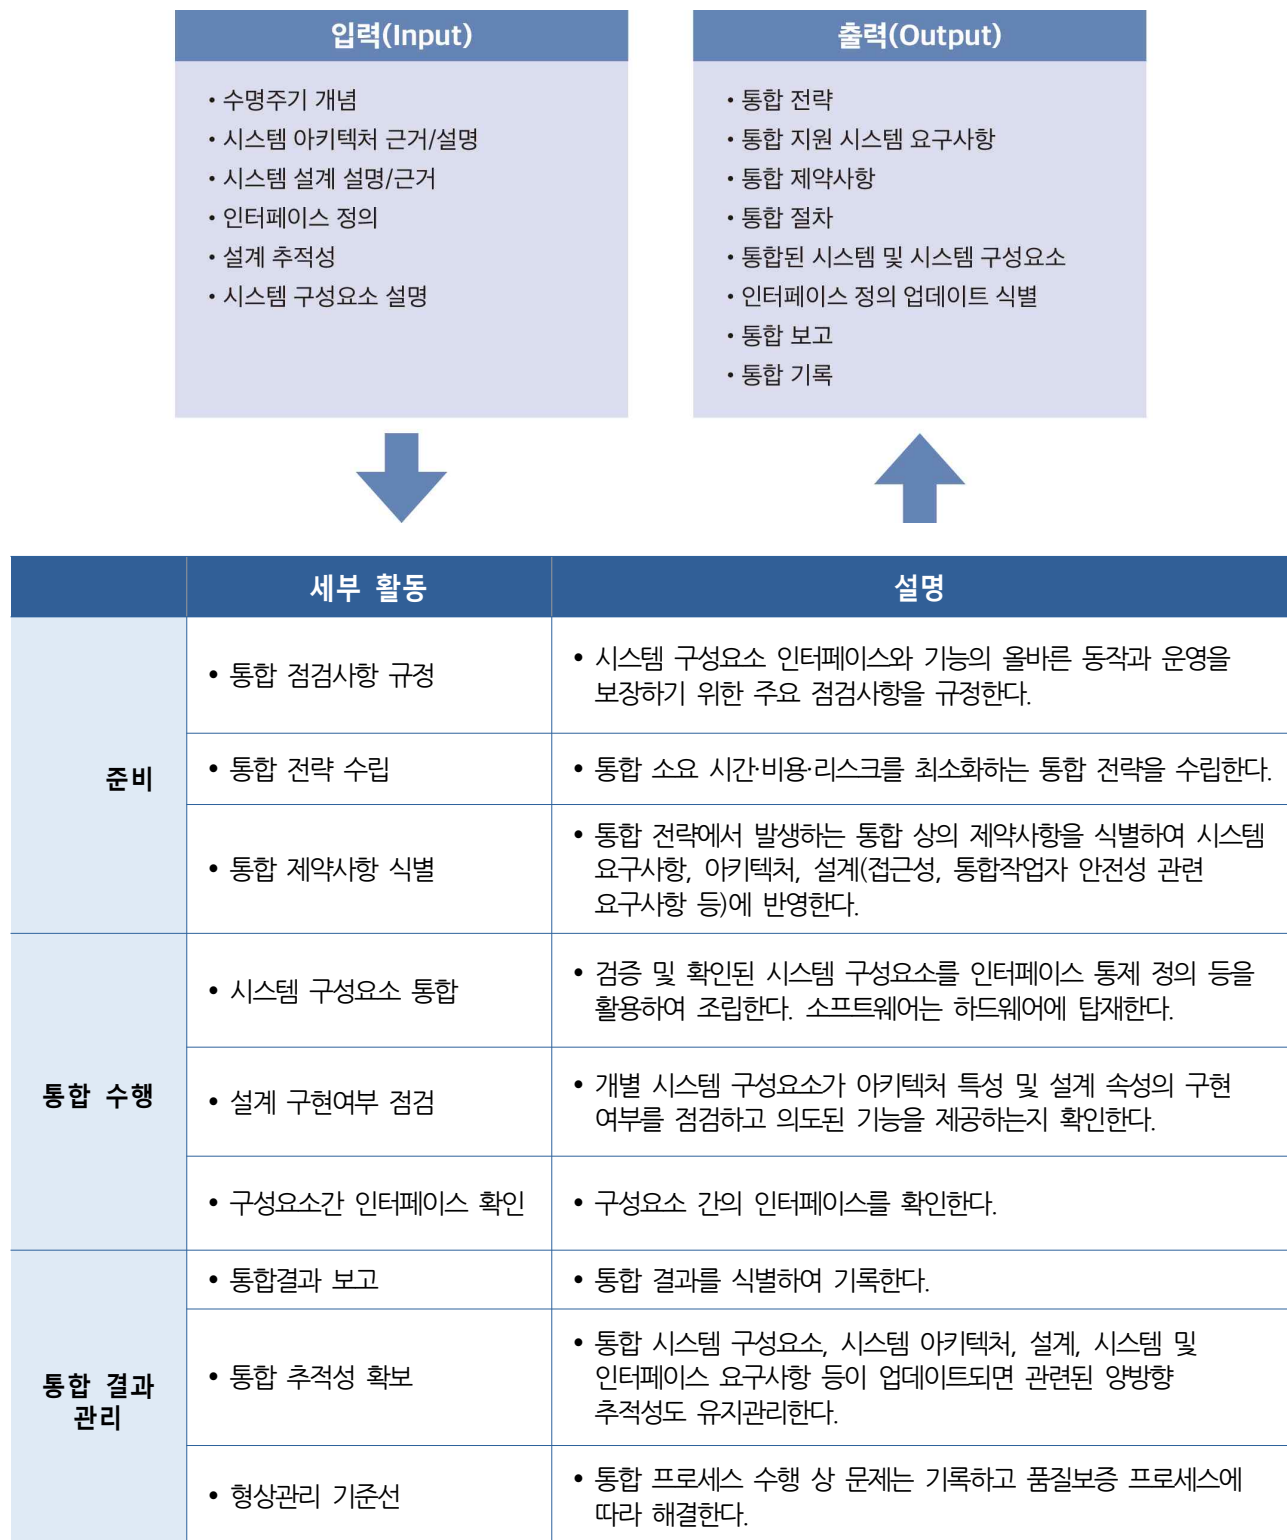 입력(Input)
• 수명주기 개념
• 시스템 아키텍처 근거/설명
• 시스템 설계 설명/근거
• 인터페이스 정의
• 설계 추적성
• 시스템 구성요소 설명
출력(Output)
• 통합 전략
• 통합 지원 시스템 요구사항
• 통합 제약사항
• 통합 절차
• 통합된 시스템 및 시스템 구성요소
• 인터페이스 정의 업데이트 식별
• 통합 보고
• 통합 기록
세부 활동
설명
준비
• 통합 점검사항 규정
• 시스템 구성요소 인터페이스와 기능의 올바른 동작과 운영을
보장하기 위한 주요 점검사항을 규정한다.
• 통합 전략 수립
• 통합 소요 시간·비용·리스크를 최소화하는 통합 전략을 수립한다.
• 통합 제약사항 식별
• 통합 전략에서 발생하는 통합 상의 제약사항을 식별하여 시스템
요구사항, 아키텍처, 설계(접근성, 통합작업자 안전성 관련
요구사항 등)에 반영한다.
통합 수행
• 시스템 구성요소 통합
• 검증 및 확인된 시스템 구성요소를 인터페이스 통제 정의 등을
활용하여 조립한다. 소프트웨어는 하드웨어에 탑재한다.
• 설계 구현여부 점검
• 개별 시스템 구성요소가 아키텍처 특성 및 설계 속성의 구현
여부를 점검하고 의도된 기능을 제공하는지 확인한다.
• 구성요소간 인터페이스 확인
• 구성요소 간의 인터페이스를 확인한다.
통합 결과
관리
• 통합결과 보고
• 통합 결과를 식별하여 기록한다.
• 통합 추적성 확보
• 통합 시스템 구성요소, 시스템 아키텍처, 설계, 시스템 및
인터페이스 요구사항 등이 업데이트되면 관련된 양방향
추적성도 유지관리한다.
• 형상관리 기준선
• 통합 프로세스 수행 상 문제는 기록하고 품질보증 프로세스에
따라 해결한다.